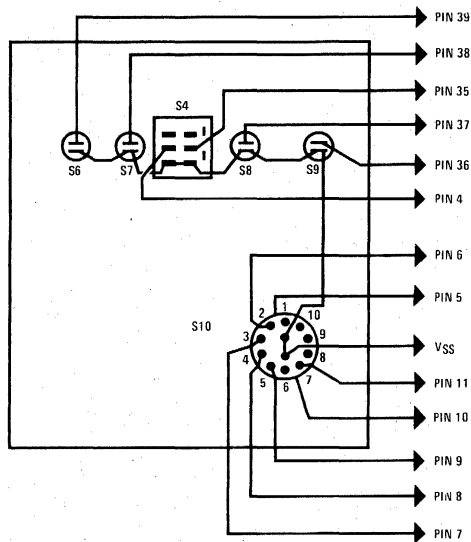 PIN 39
PIN 38
S4
PIN 35
PIN 37
S6 S7 S8 S9
PIN 36
PIN 4
PIN 6
PIN 5
S10
2 1 10
3 9
4 8
5 6 7
VSS
PIN 11
PIN 10
PIN 9
PIN 8
PIN 7